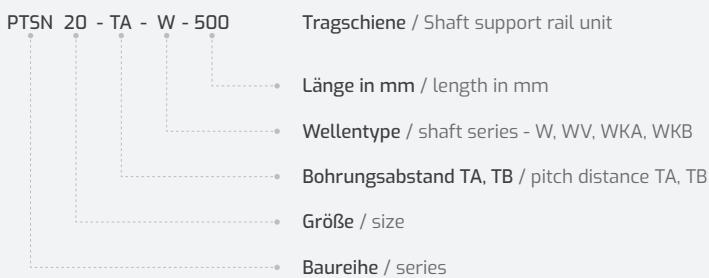 PTSN 20 - TA - W - 500 Tragschiene / Shaft support rail unit
Länge in mm / length in mm
Wellentype / shaft series - W, WV, WKA, WKB
Bohrungsabstand TA, TB / pitch distance TA, TB
Größe / size
Baureihe / series